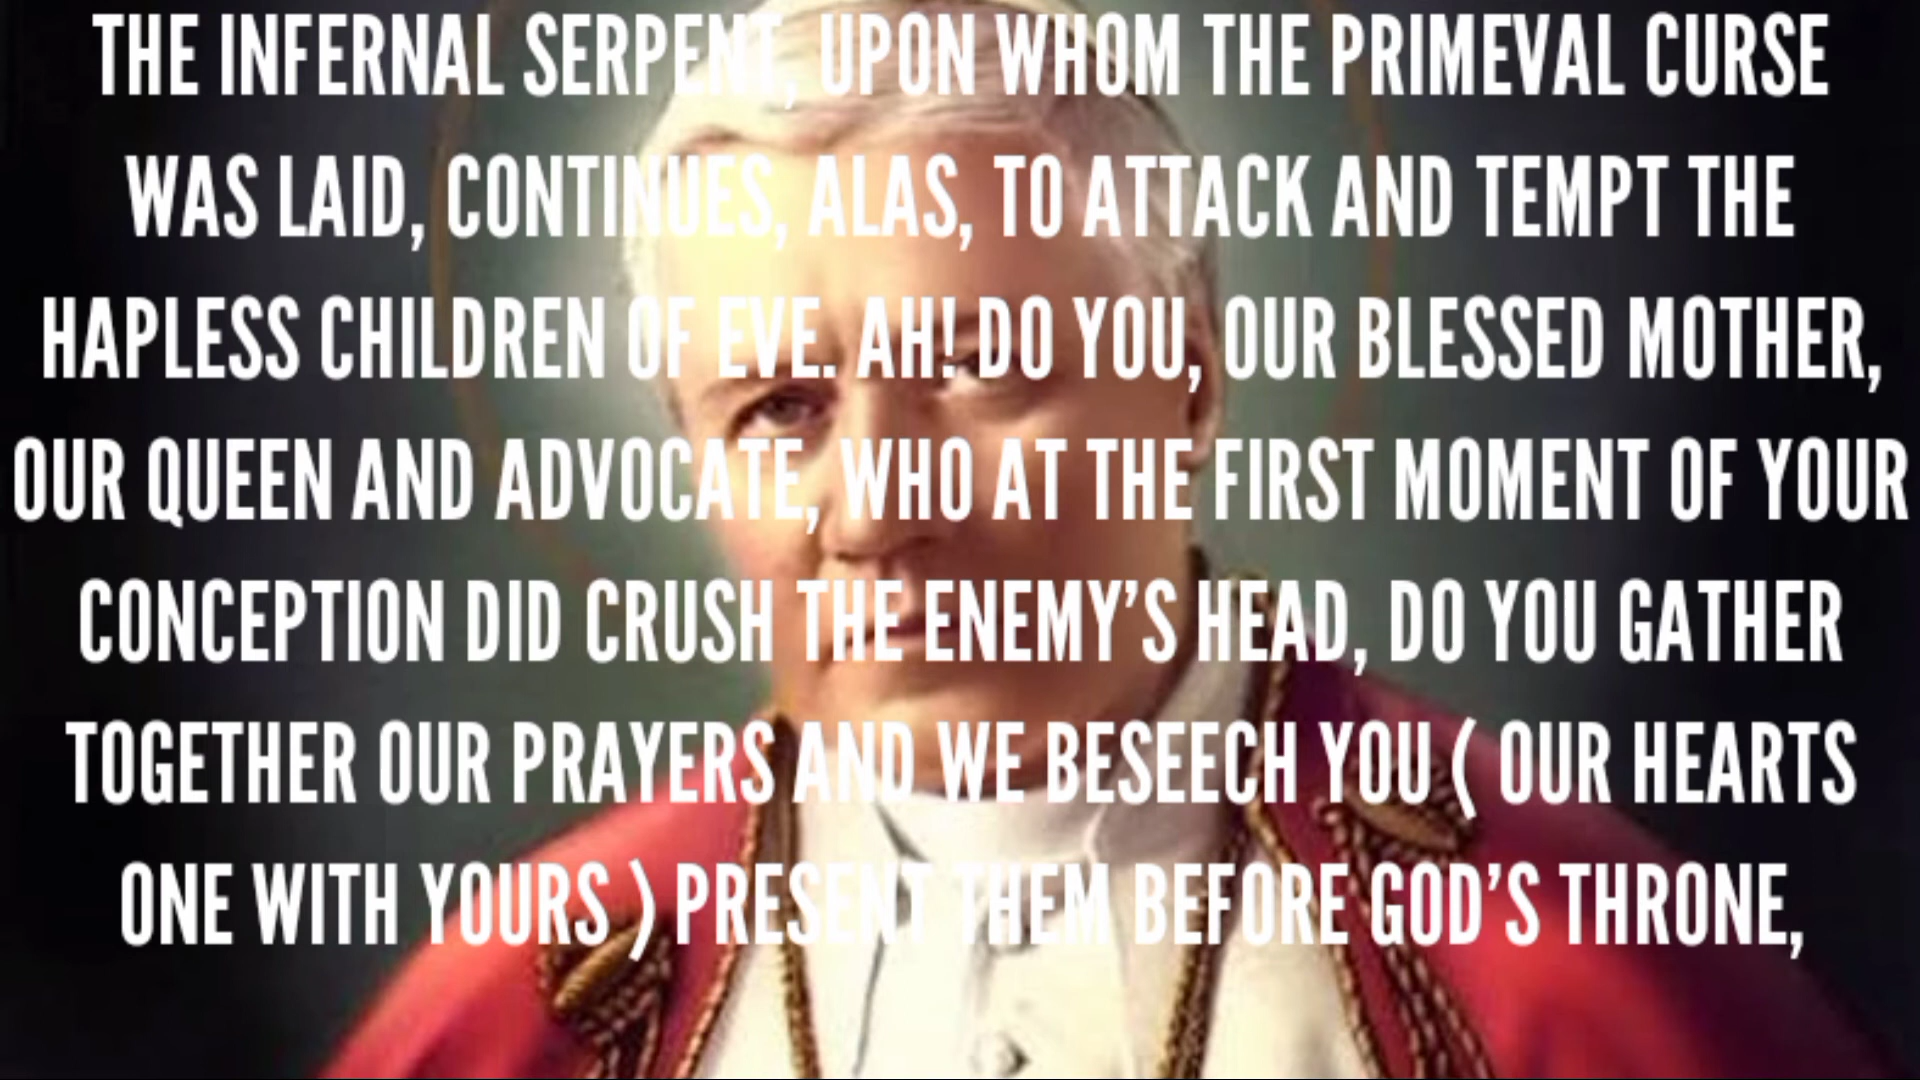 THE INFERNAL SERPENT, UPON WHOM THE PRIMEVAL CURSE
WAS LAID, CONTINUES, ALAS, TO ATTACK AND TEMPT THE
HAPLESS CHILDREN OF EVE. AH! DO YOU, OUR BLESSED MOTHER,
OUR QUEEN AND ADVOCATE, WHO AT THE FIRST MOMENT OF YOUR
CONCEPTION DID CRUSH THE ENEMY’S HEAD, DO YOU GATHER
TOGETHER OUR PRAYERS AND WE BESEECH YOU ( OUR HEARTS
ONE WITH YOURS ) PRESENT THEM BEFORE GOD’S THRONE,